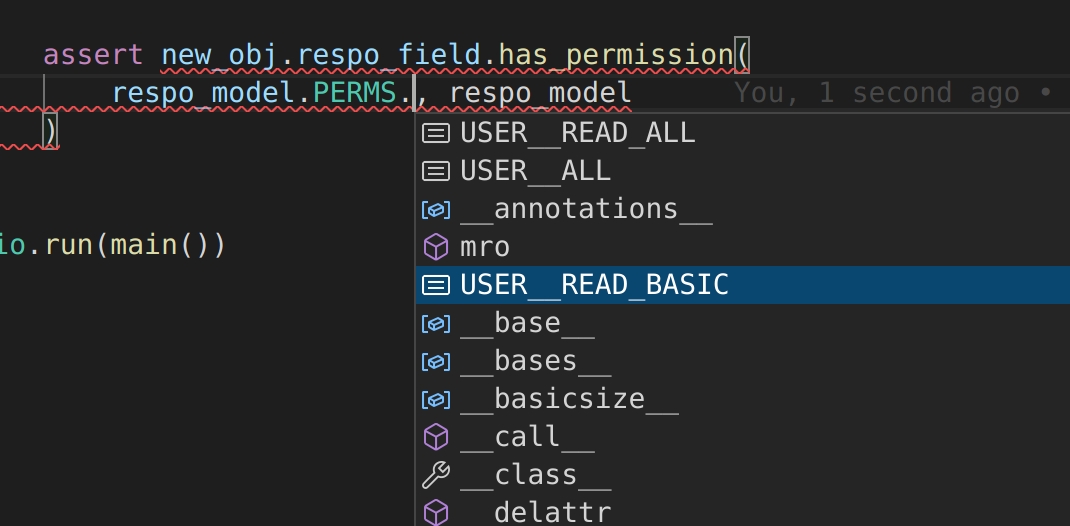 assert new_obj.respo_field.has_permission(
respo_model.PERMS., respo_model You, 1 second ago •
)
USER__READ_ALL
USER__ALL
__annotations__
mro
io.run(main())
USER__READ_BASIC
__base__
__bases__
__basicsize__
__call__
__class__
__delattr__